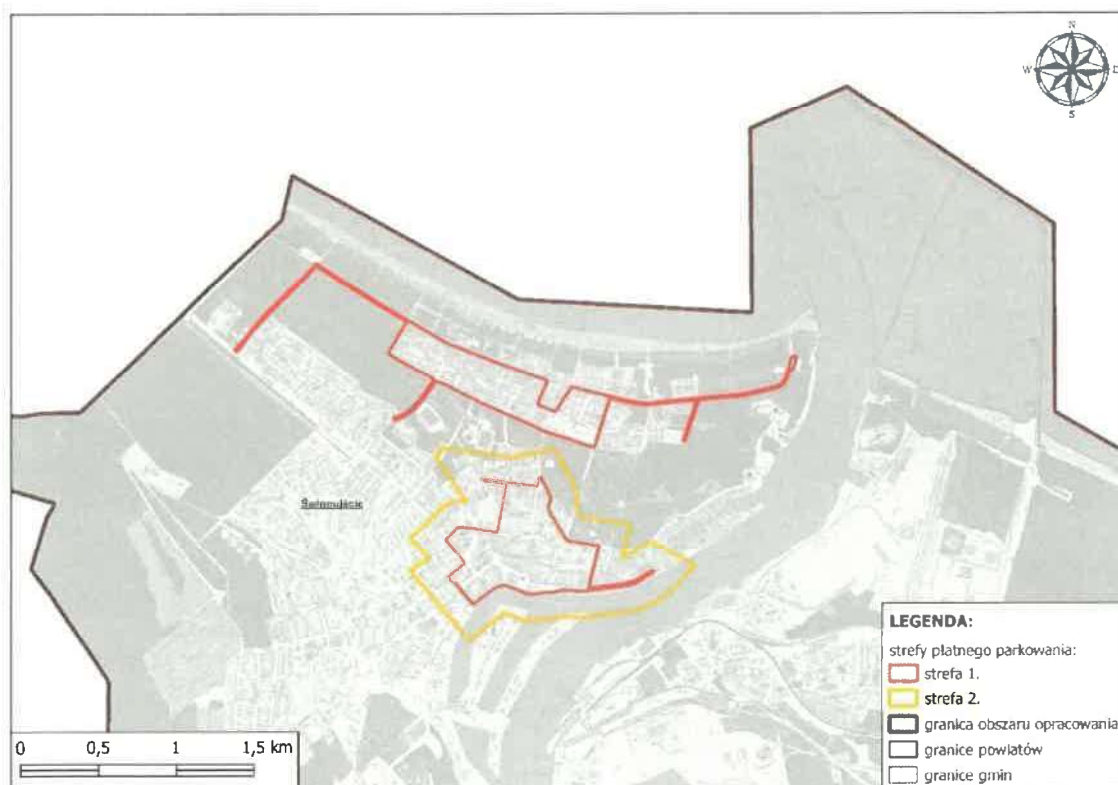 N
W
S
LEGENDA:
strefy płatnego parkowania:
strefa 1.
strefa 2.
granica obszaru opracowania
granice powiatów
granice gmin
0 0,5 1 1,5 km